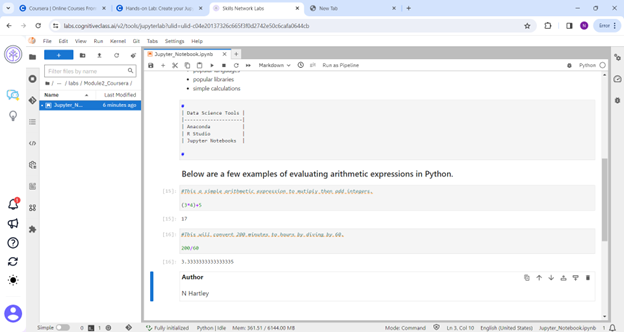 Coursera | Online Courses From
Hands-on Lab: Create your Jupy
Skills Network Labs
New Tab
labs.cognitiveclass.ai/v2/tools/jupyterlab?ulid=ulid-c04a20137326c665f3f0d2742e50c6cafa0644cb
Error
File Edit View Run Kernel Git Tabs Settings Help
Filter files by name
/ ··· / labs / Module2_Coursera /
Name Last Modified
Jupyter_N... 6 minutes ago
Jupyter_Notebook.ipynb
Markdown Run as Pipeline Python
popular languages
popular libraries
simple calculations
#
| Data Science Tools |
|--------------------|
| Anaconda |
| R Studio |
| Jupyter Notebooks |
#
Below are a few examples of evaluating arithmetic expressions in Python.
#This a simple arithmetic expression to mutiply then add integers.
(3*4)+5
17
#This will convert 200 minutes to hours by diving by 60.
200/60
3.3333333333333335
Author
N Hartley
Simple 0 1 Fully initialized Python | Idle Mem: 361.51 / 6144.00 MB Mode: Command Ln 3, Col 10 English (United States) Jupyter_Notebook.ipynb 1